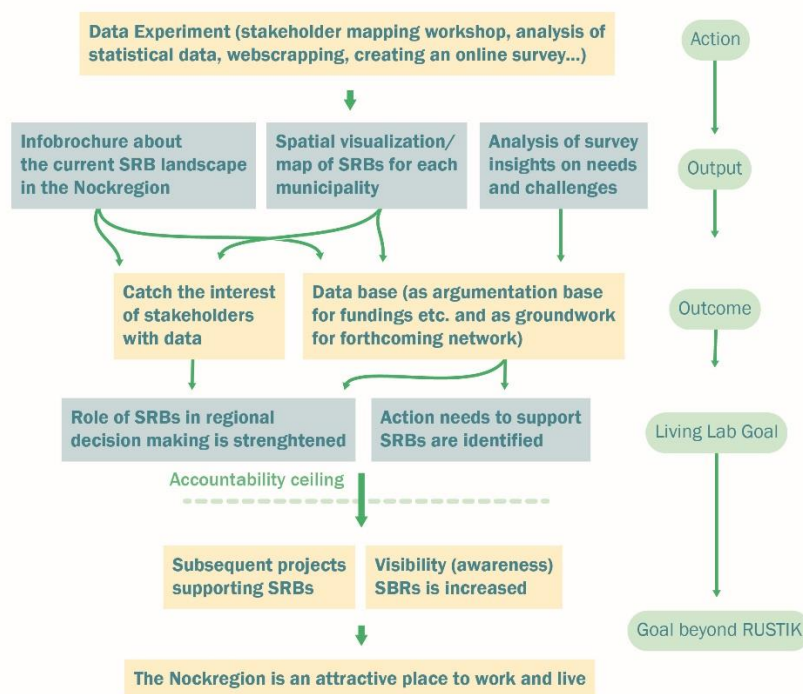 Data Experiment (stakeholder mapping workshop, analysis of
statistical data, webscrapping, creating an online survey...)
Action
Infobrochure about
the current SRB landscape
in the Nockregion
Spatial visualization/
map of SRBs for each
municipality
Analysis of survey
insights on needs
and challenges
Output
Catch the interest
of stakeholders
with data
Data base (as argumentation base
for fundings etc. and as groundwork
for forthcoming network)
Outcome
Role of SRBs in regional
decision making is strenghtened
Action needs to support
SRBs are identified
Living Lab Goal
Accountability ceiling
Subsequent projects
supporting SRBs
Visibility (awareness)
SBRs is increased
Goal beyond RUSTIK
The Nockregion is an attractive place to work and live